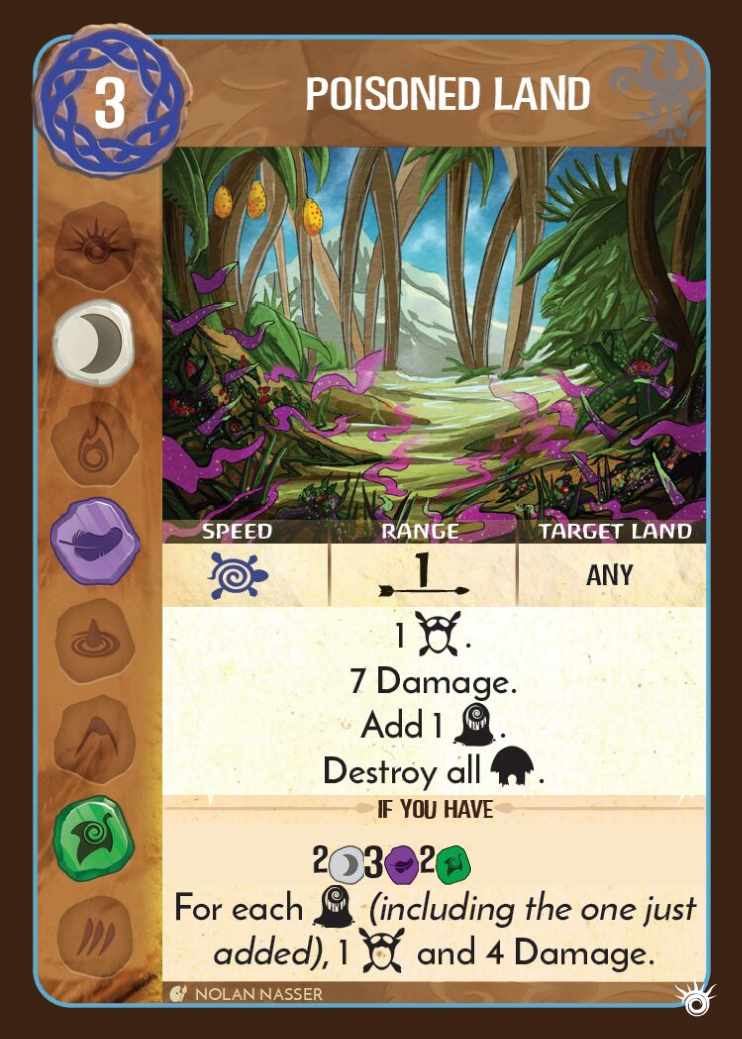 3
POISONED LAND
SPEED RANGE TARGET LAND
1 ANY
1 .
7 Damage.
Add 1 .
Destroy all .
IF YOU HAVE
2 3 2
For each (including the one just
added), 1 and 4 Damage.
NOLAN NASSER